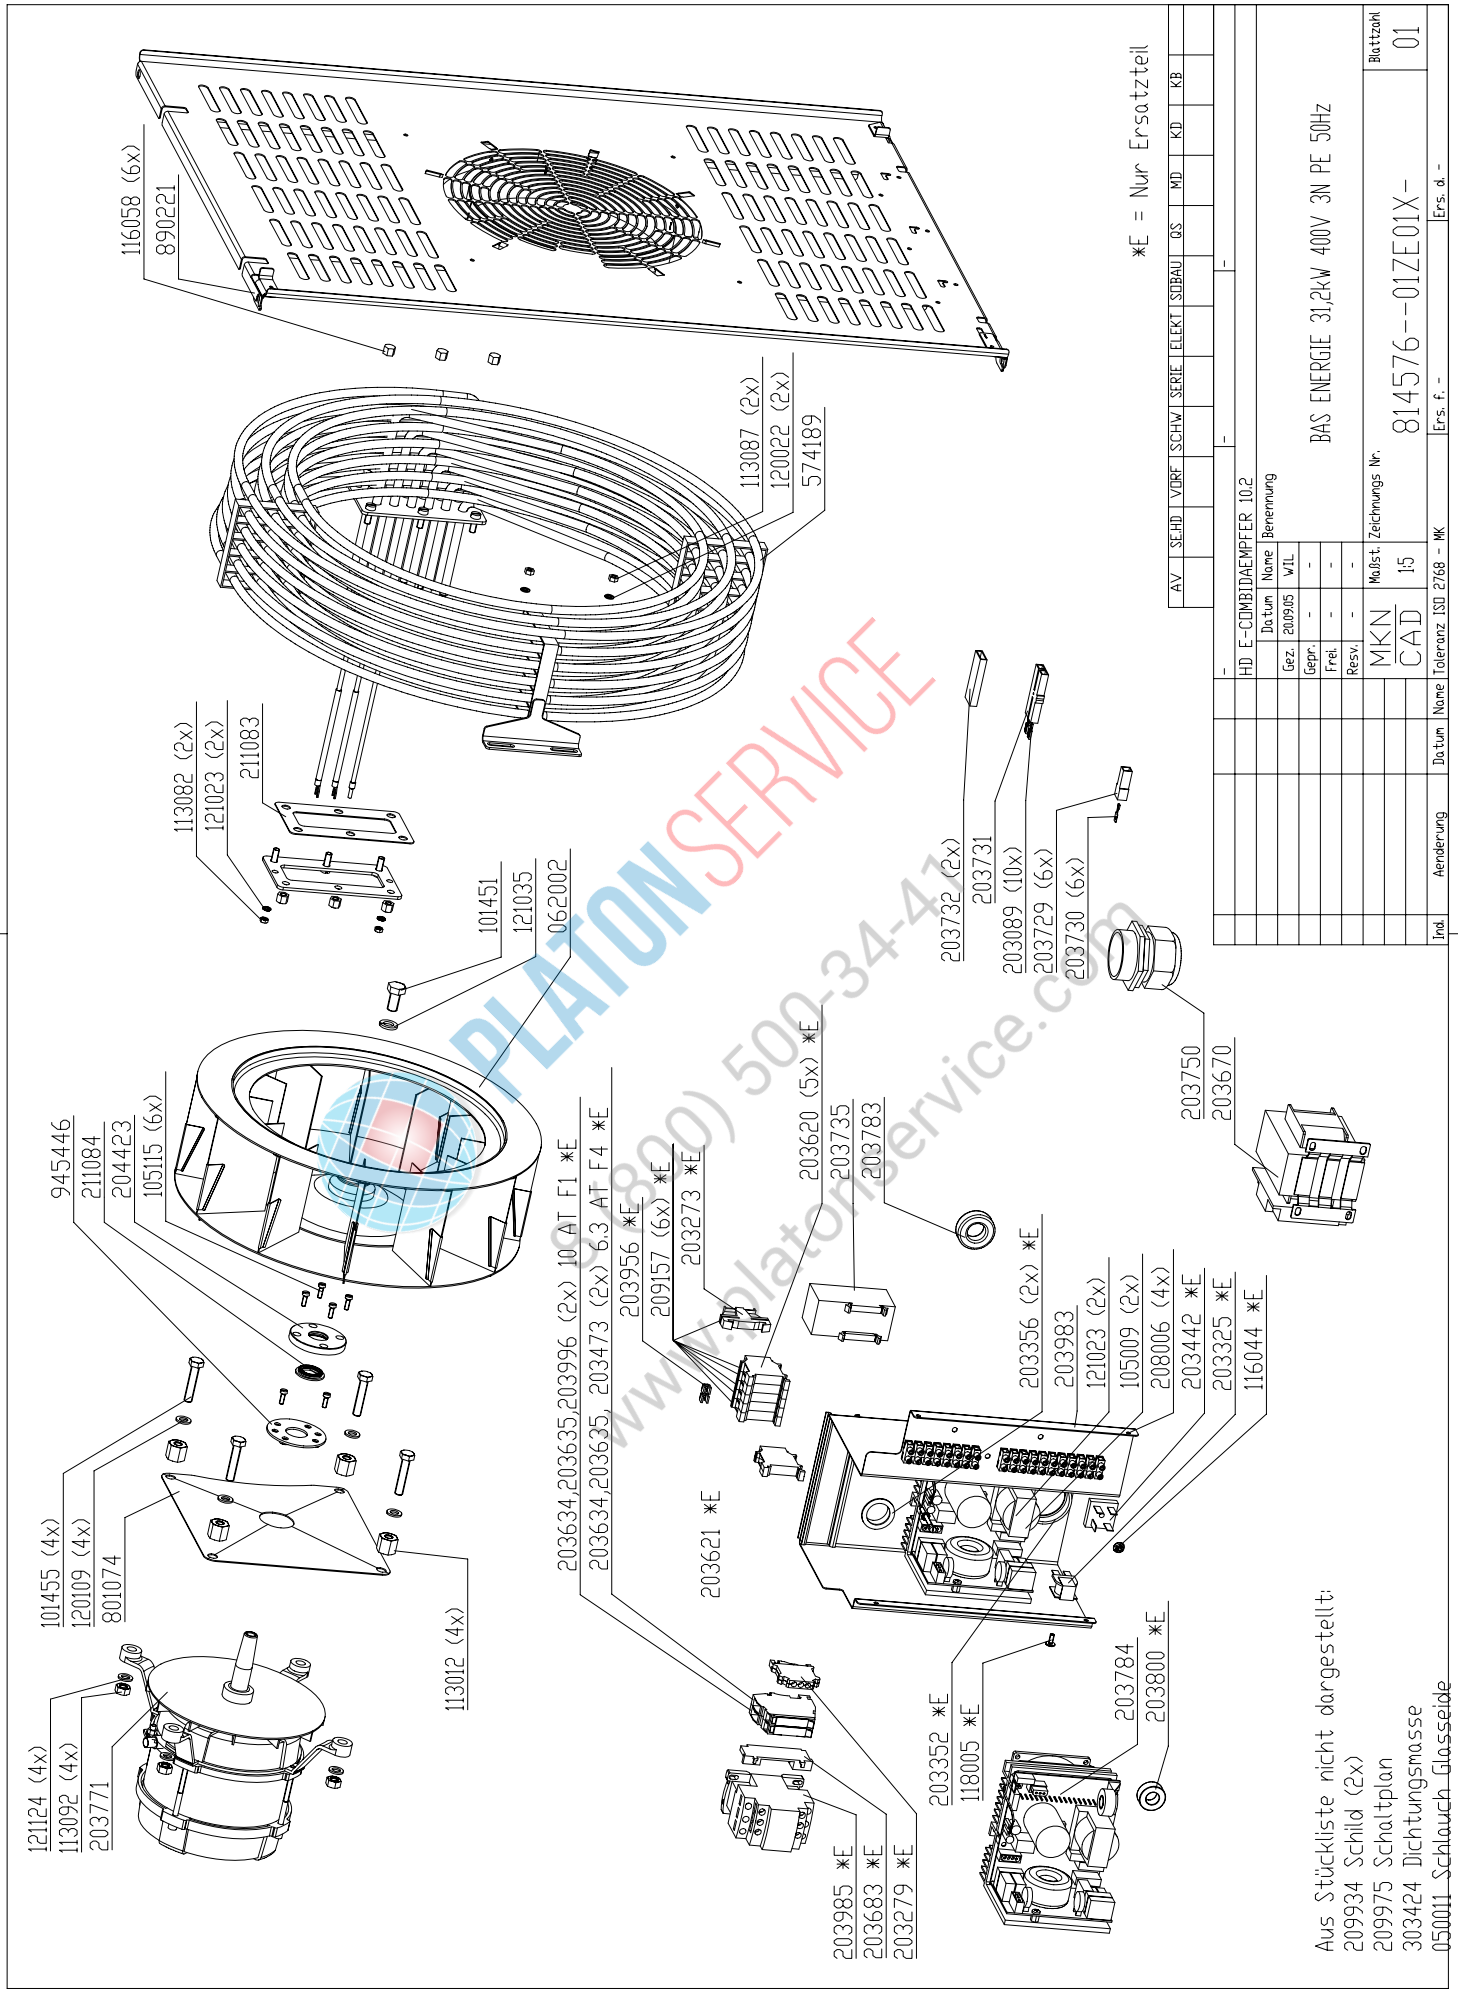 121124 (4x)
113092 (4x)
203771
101455 (4x)
120109 (4x)
801074
113012 (4x)
945446
211084
204423
105115 (6x)
101451
121035
062002
113082 (2x)
121023 (2x)
211083
116058 (6x)
890221
113087 (2x)
120022 (2x)
574189
*E = Nur Ersatzteil
203634,203635,203996 (2x) 10 AT F1 *E
203634,203635, 203473 (2x) 6.3 AT F4 *E
203956 *E
209157 (6x) *E
203273 *E
203621 *E
203620 (5x) *E
203735
203783
203732 (2x)
203731
203089 (10x)
203729 (6x)
203730 (6x)
203985 *E
203683 *E
203279 *E
203352 *E
118005 *E
203356 (2x) *E
203983
121023 (2x)
105009 (2x)
208006 (4x)
203442 *E
203325 *E
116044 *E
203750
203670
203784
203800 *E
Aus Stückliste nicht dargestellt:
209934 Schild (2x)
209975 Schaltplan
303424 Dichtungsmasse
050011 Schlauch Glasseide
PLATONSERVICE
8 (800) 500-34-41
www.platonservice.com
AV SEHD VORF SCHW SERIE ELEKT SOBAU QS MD KD KB
- - -
HD E-COMBIDAEMPFER 10.2
Datum Name Benennung
Gez. 20.09.05 WIL
Gepr. - -
Frei. - -
Resv. - -
BAS ENERGIE 31,2kW 400V 3N PE 50Hz
MKN
CAD
Maßst.
1:5
Zeichnungs Nr.
814576--01ZE01X-
Blattzahl
01
Ind. Aenderung Datum Name Toleranz ISO 2768 - MK Ers. f. - Ers. d. -